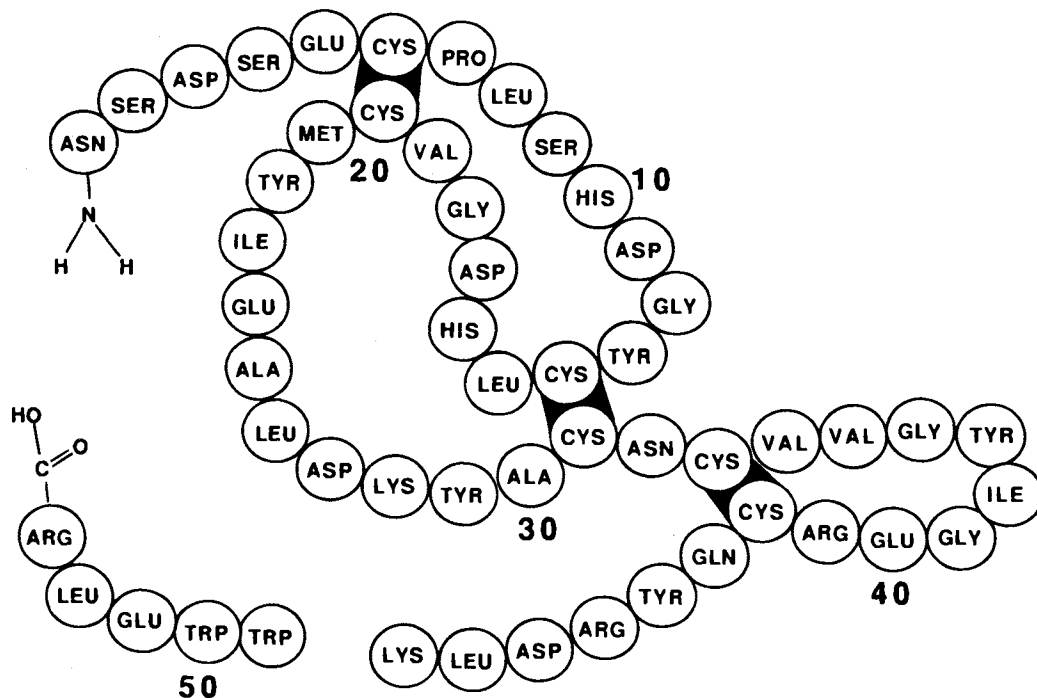 H
H
N
ASN
SER
ASP
SER
GLU
CYS
PRO
LEU
SER
HIS
10
ASP
GLY
TYR
CYS
LEU
HIS
ASP
GLY
VAL
CYS
20
MET
TYR
ILE
GLU
ALA
LEU
ASP
LYS
TYR
ALA
30
CYS
ASN
CYS
VAL
VAL
GLY
TYR
ILE
GLY
GLU
40
ARG
CYS
GLN
TYR
ARG
ASP
LEU
LYS
TRP
TRP
50
GLU
LEU
ARG
C
O
HO